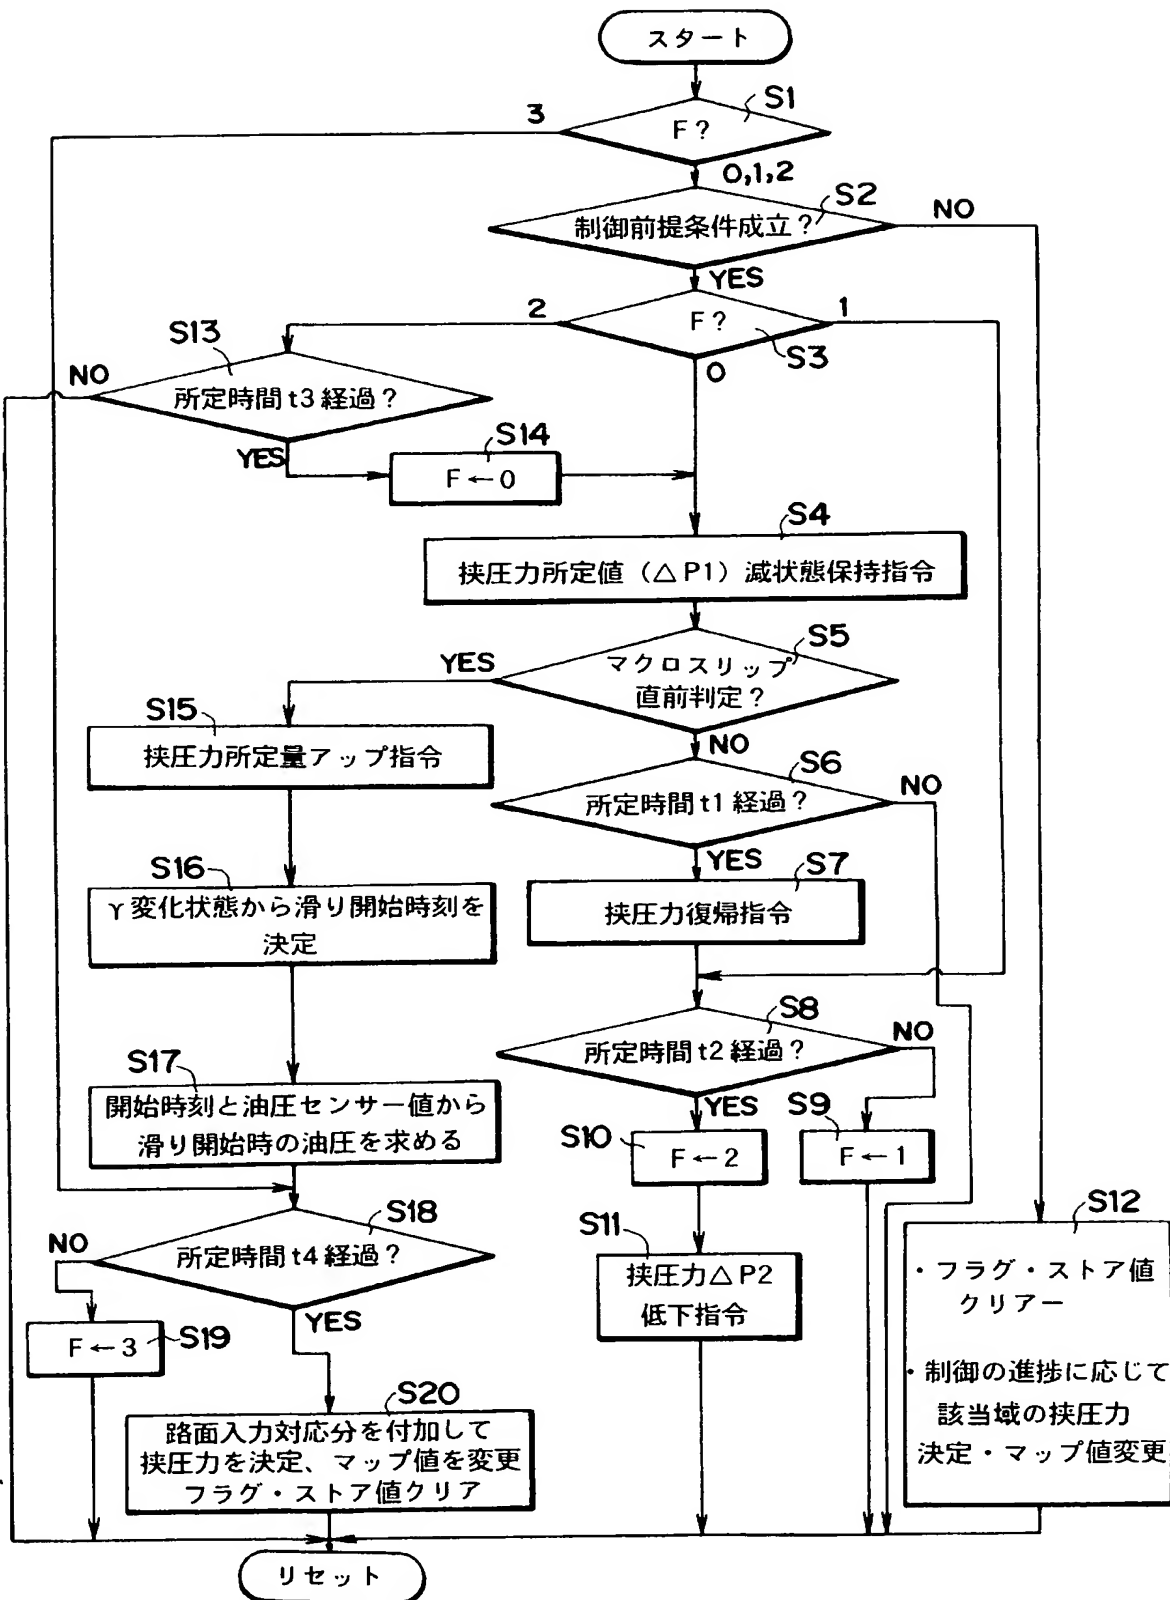 スタート
S1
3
F?
0,1,2
S2
制御前提条件成立?
NO
YES
2
F?
1
S3
0
S13
NO
所定時間t3経過?
YES
S14
F←0
S4
挟圧力所定値(△P1)減状態保持指令
S5
YES
マクロスリップ
直前判定?
NO
S15
挟圧力所定量アップ指令
S6
所定時間t1経過?
NO
YES
S16
γ変化状態から滑り開始時刻を
決定
S7
挟圧力復帰指令
S8
所定時間t2経過?
NO
YES
S17
開始時刻と油圧センサー値から
滑り開始時の油圧を求める
S10
F←2
S9
F←1
S18
NO
所定時間t4経過?
YES
S11
挟圧力△P2
低下指令
S12
・フラグ・ストア値
クリアー
・制御の進捗に応じて
該当域の挟圧力
決定・マップ値変更
F←3
S19
S20
路面入力対応分を付加して
挟圧力を決定、マップ値を変更
フラグ・ストア値クリア
リセット